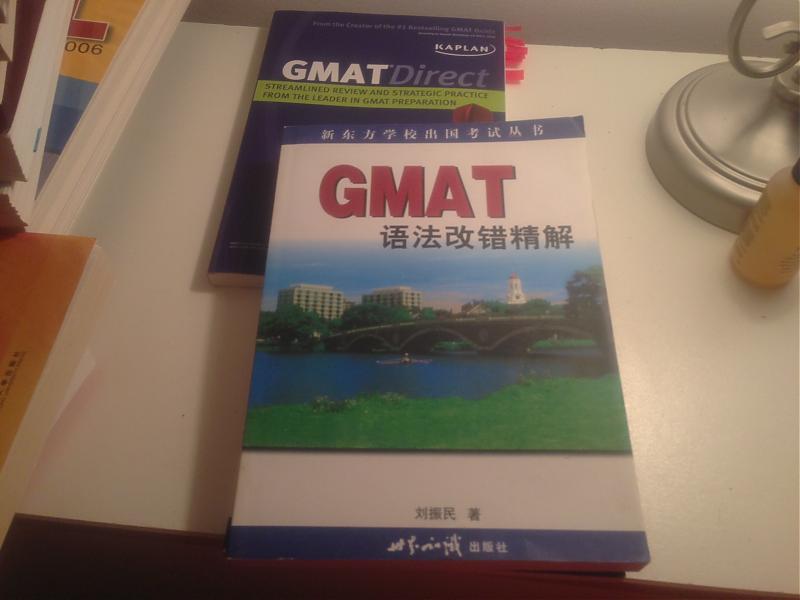 From the Creator of the #1 Bestselling GMAT Guide
KAPLAN
GMAT Direct
STREAMLINED REVIEW AND STRATEGIC PRACTICE
FROM THE LEADER IN GMAT PREPARATION
2006
新东方学校出国考试丛书
GMAT
语法改错精解
刘振民 著
世界知识 出版社